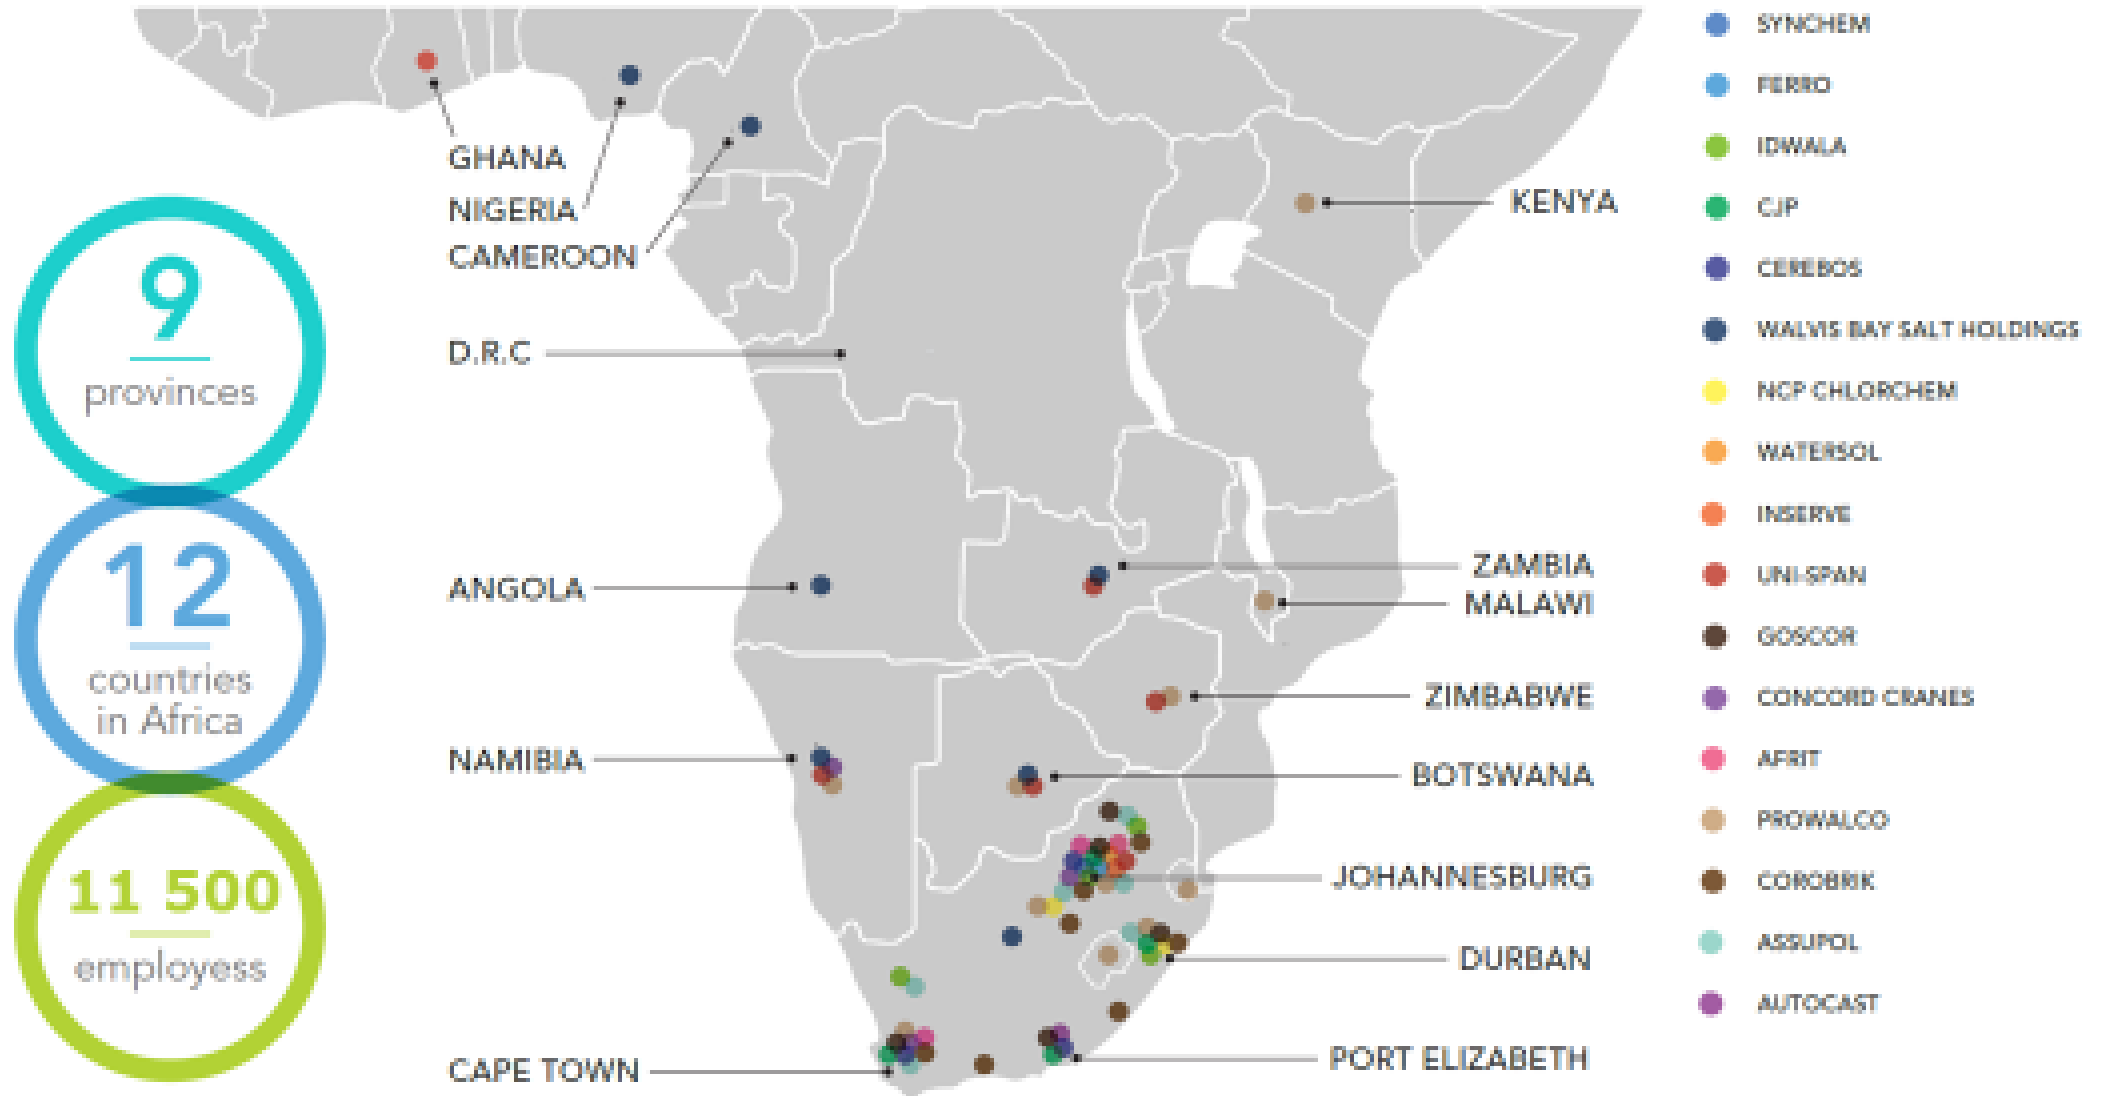 9
provinces
12
countries
in Africa
11 500
employess
GHANA
NIGERIA
CAMEROON
D.R.C
ANGOLA
NAMIBIA
CAPE TOWN
KENYA
ZAMBIA
MALAWI
ZIMBABWE
BOTSWANA
JOHANNESBURG
DURBAN
PORT ELIZABETH
SYNCHEM
FERRO
IDWALA
CJP
CEREBOS
WALVIS BAY SALT HOLDINGS
NCP CHLORCHEM
WATERSOL
INSERVE
UNI-SPAN
GOSCOR
CONCORD CRANES
AFRIT
PROWALCO
COROBRIK
ASSUPOL
AUTOCAST